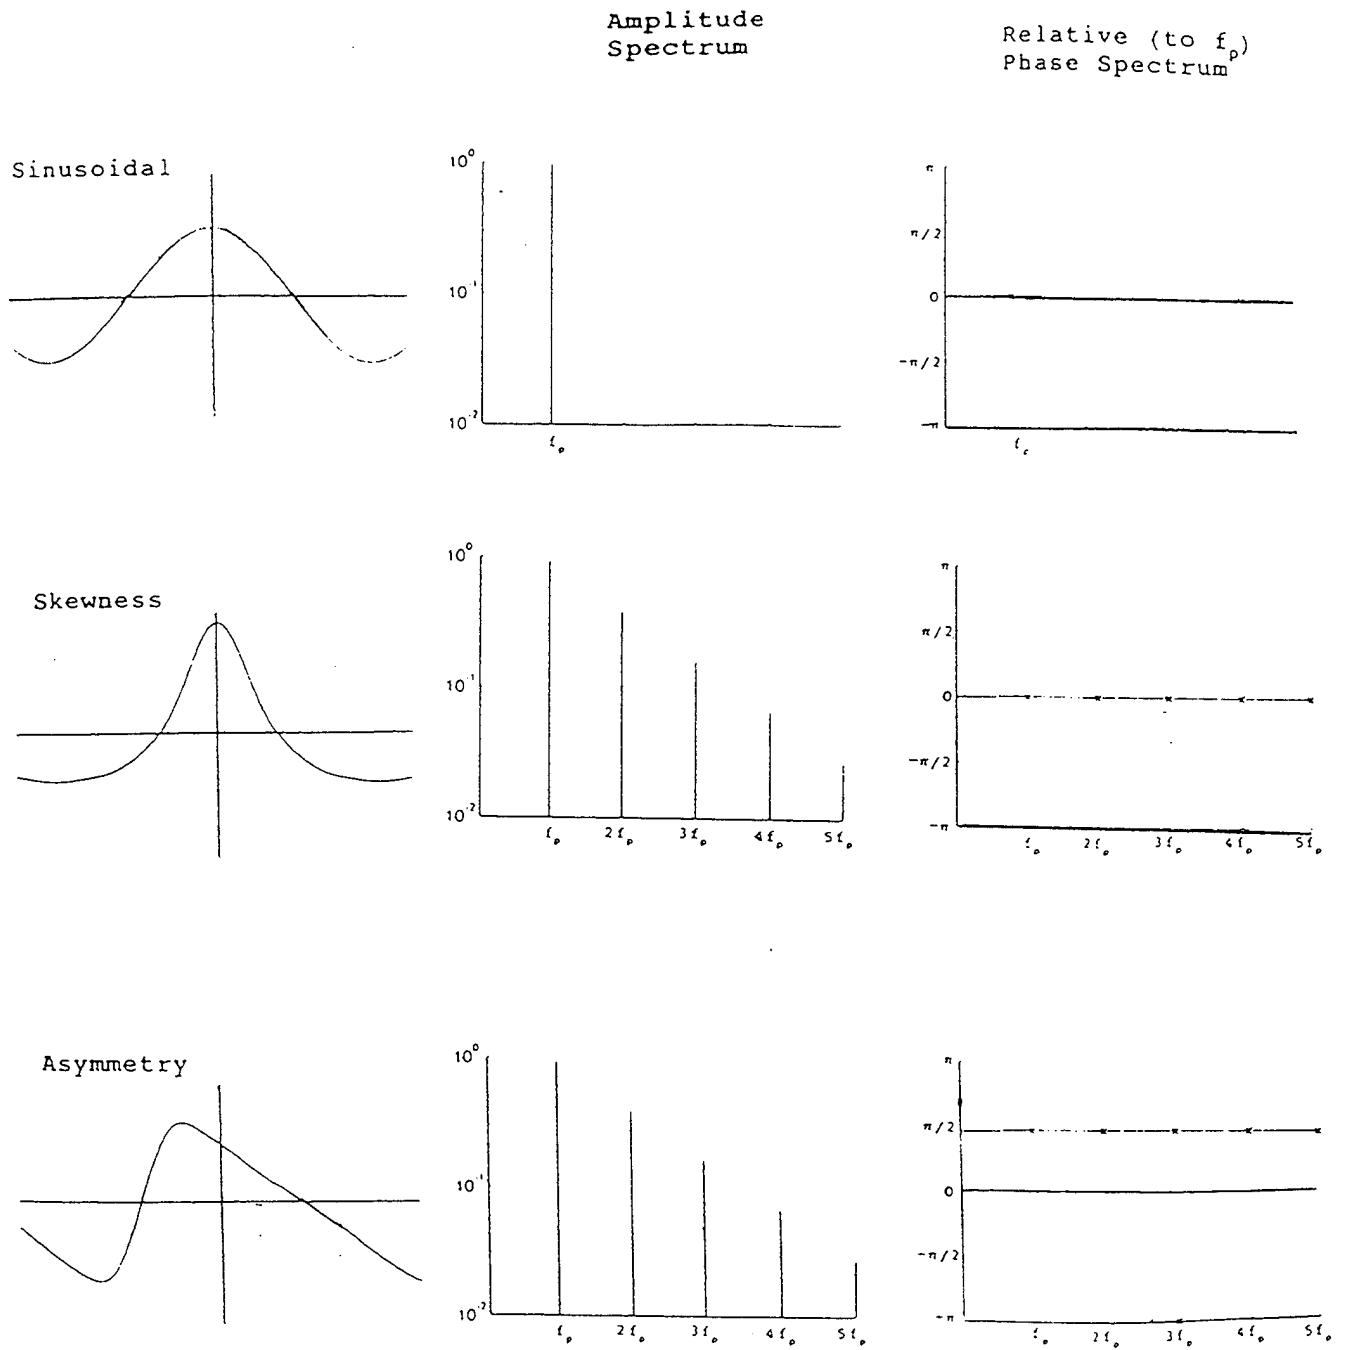 Amplitude
Spectrum
Relative (to fₚ)
Phase Spectrum
Sinusoidal
10⁰
10⁻¹
10⁻²
fₚ
π
π/2
0
-π/2
-π
Skewness
10⁰
10⁻¹
10⁻²
fₚ 2fₚ 3fₚ 4fₚ 5fₚ
π
π/2
0
-π/2
-π
fₚ 2fₚ 3fₚ 4fₚ 5fₚ
Asymmetry
10⁰
10⁻¹
10⁻²
fₚ 2fₚ 3fₚ 4fₚ 5fₚ
π
π/2
0
-π/2
-π
fₚ 2fₚ 3fₚ 4fₚ 5fₚ